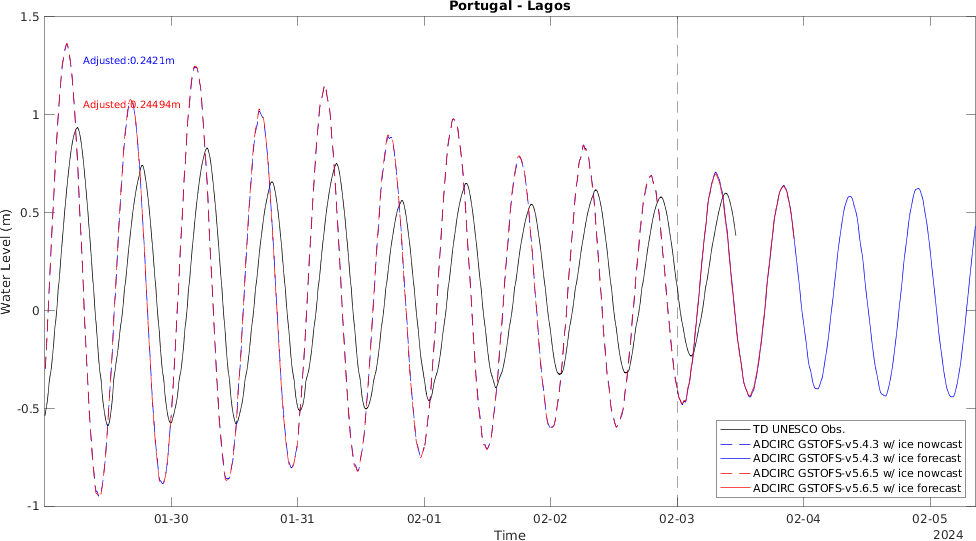 Portugal - Lagos
1.5
Adjusted:0.2421m
Adjusted:0.24494m
1
0.5
0
-0.5
-1
Water Level (m)
TD UNESCO Obs.
ADCIRC GSTOFS-v5.4.3 w/ ice nowcast
ADCIRC GSTOFS-v5.4.3 w/ ice forecast
ADCIRC GSTOFS-v5.6.5 w/ ice nowcast
ADCIRC GSTOFS-v5.6.5 w/ ice forecast
01-30 01-31 02-01 02-02 02-03 02-04 02-05
Time
2024